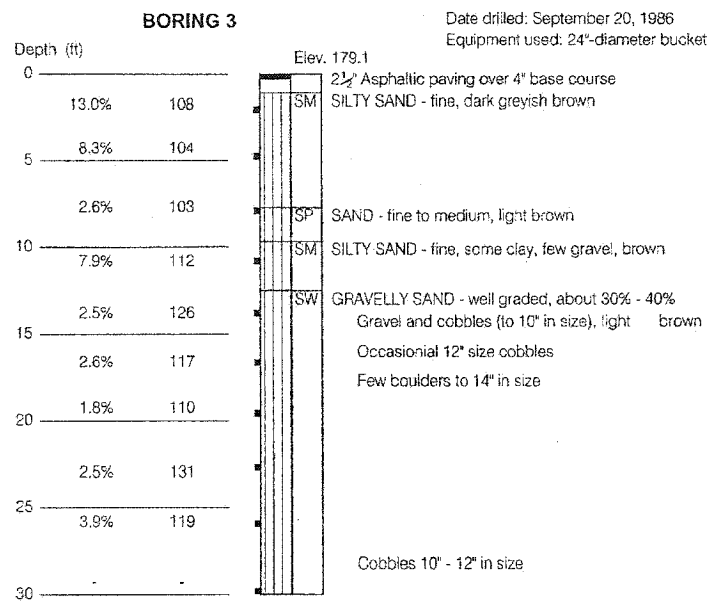 BORING 3
Date drilled: September 20, 1986
Equipment used: 24"-diameter bucket
Depth (ft)
Elev. 179.1
0
2½" Asphaltic paving over 4" base course
13.0% 108 SM SILTY SAND - fine, dark greyish brown
8.3% 104
5
2.6% 103 SP SAND - fine to medium, light brown
10 SM SILTY SAND - fine, some clay, few gravel, brown
7.9% 112
2.5% 126 SW GRAVELLY SAND - well graded, about 30% - 40%
Gravel and cobbles (to 10" in size), light brown
15
Occasionial 12" size cobbles
2.6% 117
Few boulders to 14" in size
1.8% 110
20
2.5% 131
25
3.9% 119
Cobbles 10" - 12" in size
- -
30